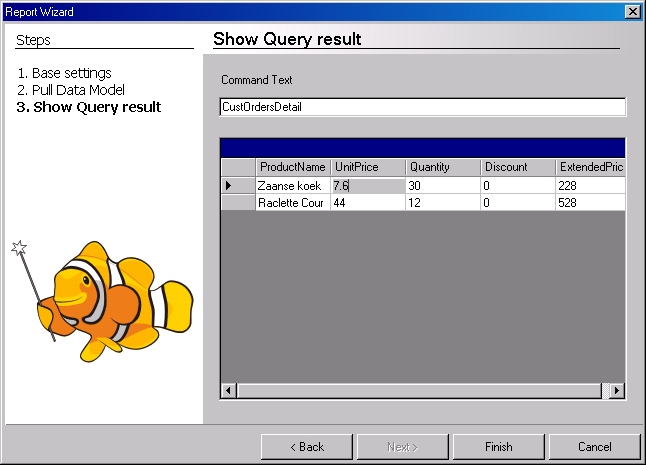 Report Wizard
Steps
1. Base settings
2. Pull Data Model
3. Show Query result
Show Query result
Command Text
CustOrdersDetail
ProductName UnitPrice Quantity Discount ExtendedPric
Zaanse koek 7.6 30 0 228
Raclette Cour 44 12 0 528
< Back Next > Finish Cancel